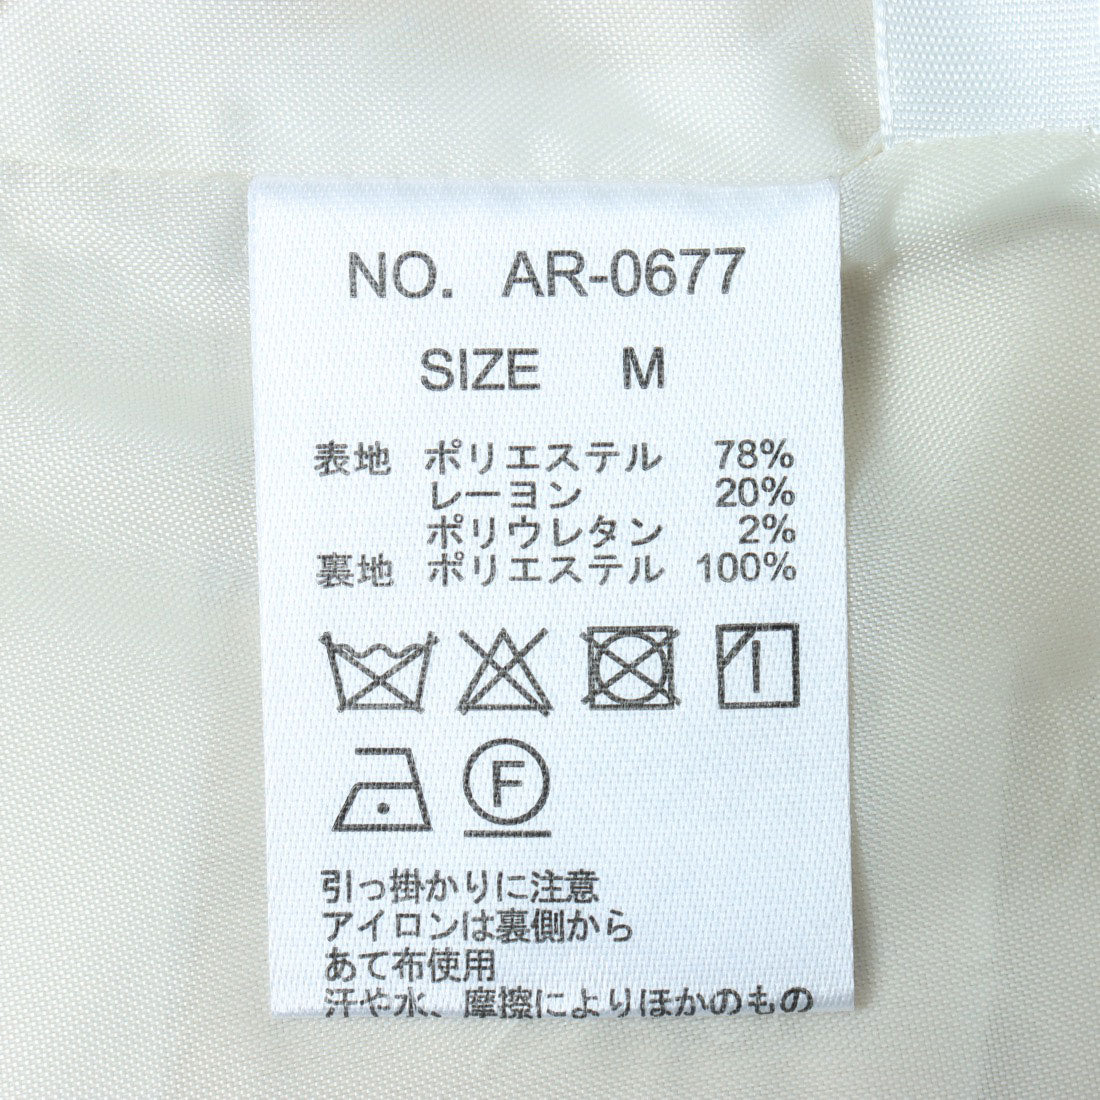 NO. AR-0677
SIZE M
表地 ポリエステル 78%
レーヨン 20%
ポリウレタン 2%
裏地 ポリエステル 100%
F
引っ掛かりに注意
アイロンは裏側から
あて布使用
汗や水、摩擦によりほかのもの